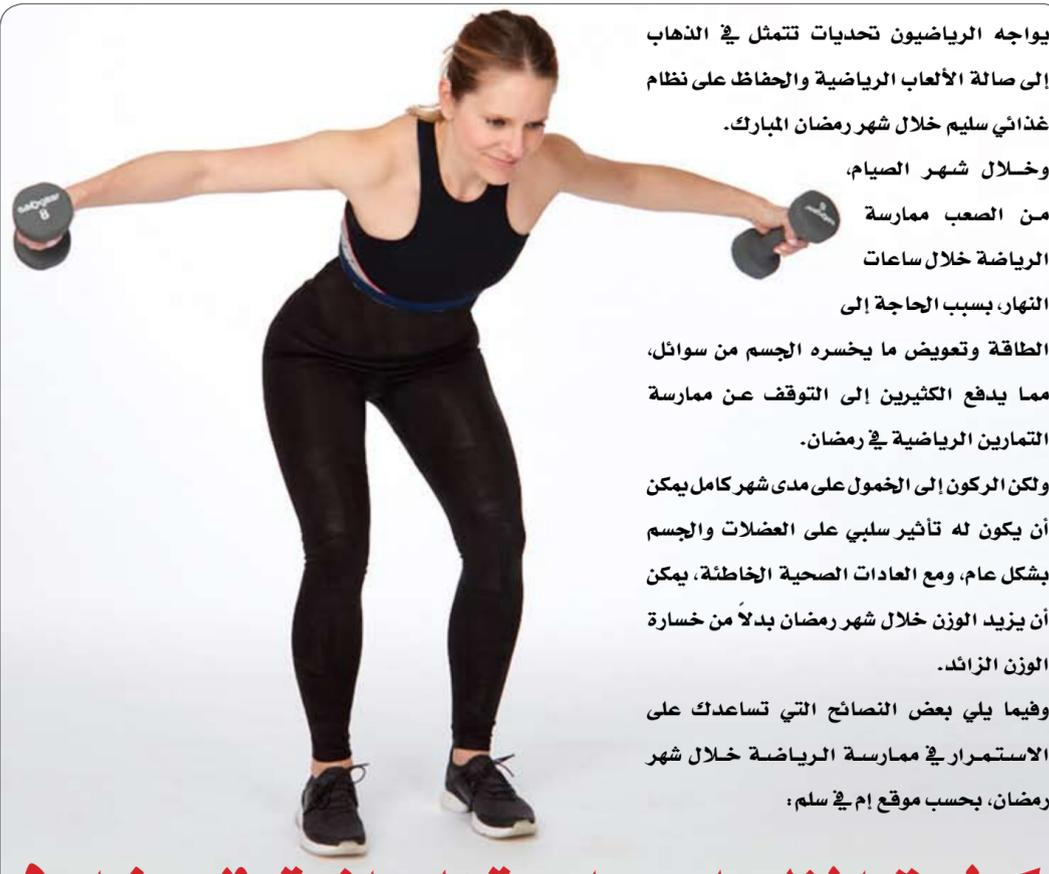 يواجه الرياضيون تحديات تتمثل في الذهاب
إلى صالة الألعاب الرياضية والحفاظ على نظام
غذائي سليم خلال شهر رمضان المبارك.
وخلال شهر الصيام،
من الصعب ممارسة
الرياضة خلال ساعات
النهار، بسبب الحاجة إلى
الطاقة وتعويض ما يخسره الجسم من سوائل،
مما يدفع الكثيرين إلى التوقف عن ممارسة
التمارين الرياضية في رمضان.
ولكن الركون إلى الخمول على مدى شهر كامل يمكن
أن يكون له تأثير سلبي على العضلات والجسم
بشكل عام، ومع العادات الصحية الخاطئة، يمكن
أن يزيد الوزن خلال شهر رمضان بدلاً من خسارة
الوزن الزائد.
وفيما يلي بعض النصائح التي تساعدك على
الاستمرار في ممارسة الرياضة خلال شهر
رمضان، بحسب موقع إم في سلم:
8